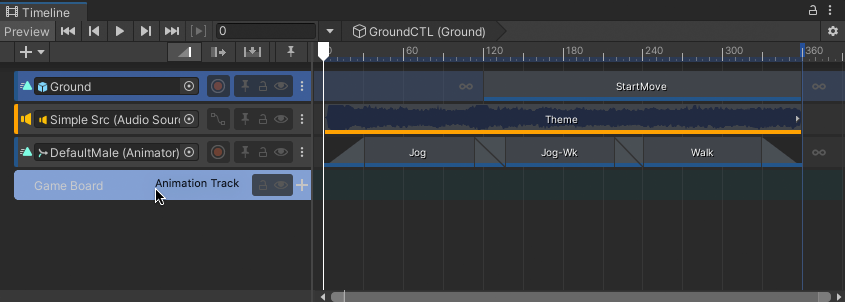 Timeline
Preview 0 GroundCTL (Ground)
0 60 120 180 240 300 360
Ground StartMove
Simple Src (Audio Sour Theme
DefaultMale (Animator) Jog Jog-Wk Walk
Game Board Animation Track